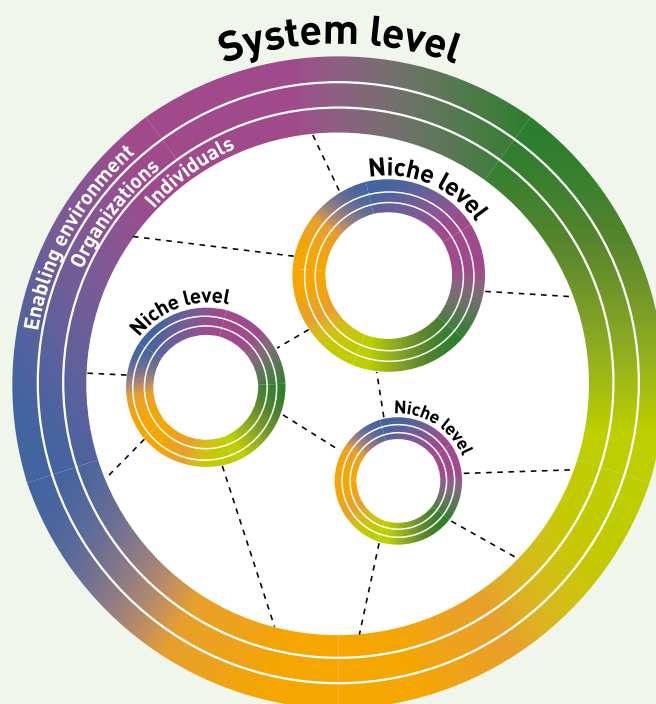 System level
Enabling environment
Organizations
Individuals
Niche level
Niche level
Niche level